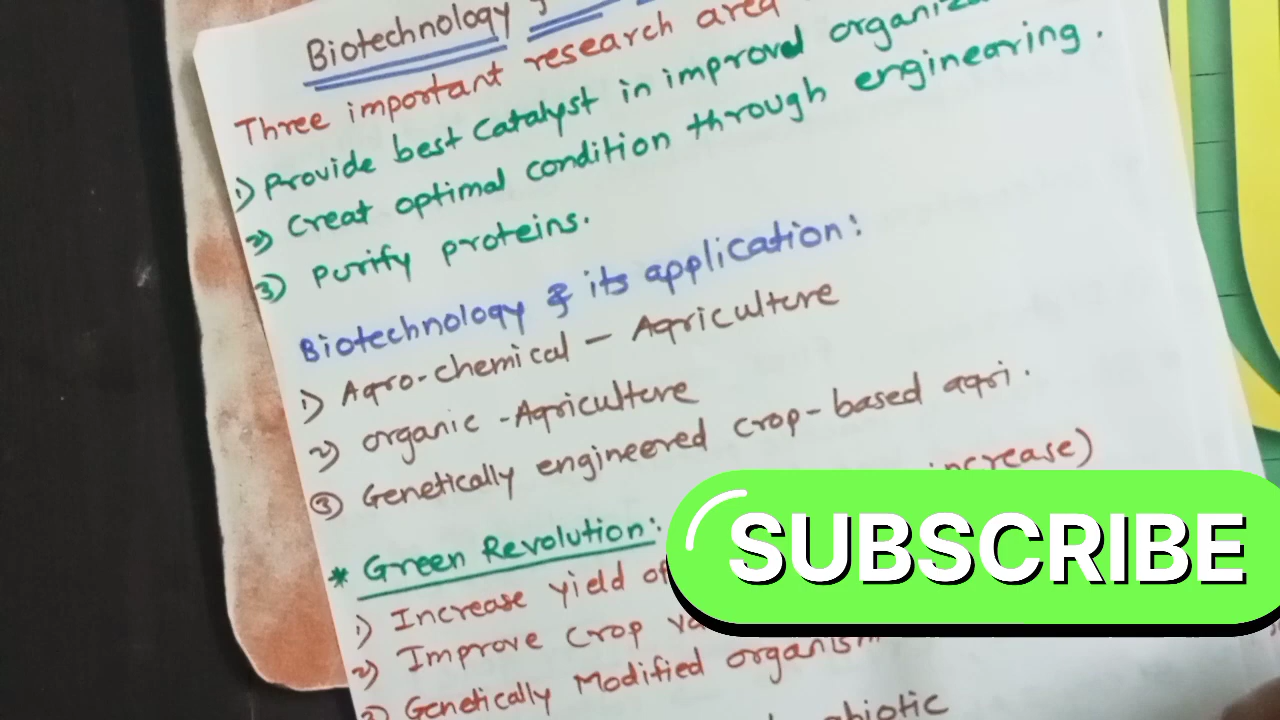 Biotechnology
Three important research area
1) Provide best Catalyst in improved
2) Creat optimal condition through engineering.
3) Purify proteins.
Biotechnology & its application:
1) Agro-chemical - Agriculture
2) organic - Agriculture
3) Genetically engineered crop-based agri.
increase)
* Green Revolution:
SUBSCRIBE
1) Increase yield of
2) Improve crop
3) Genetically Modified organism